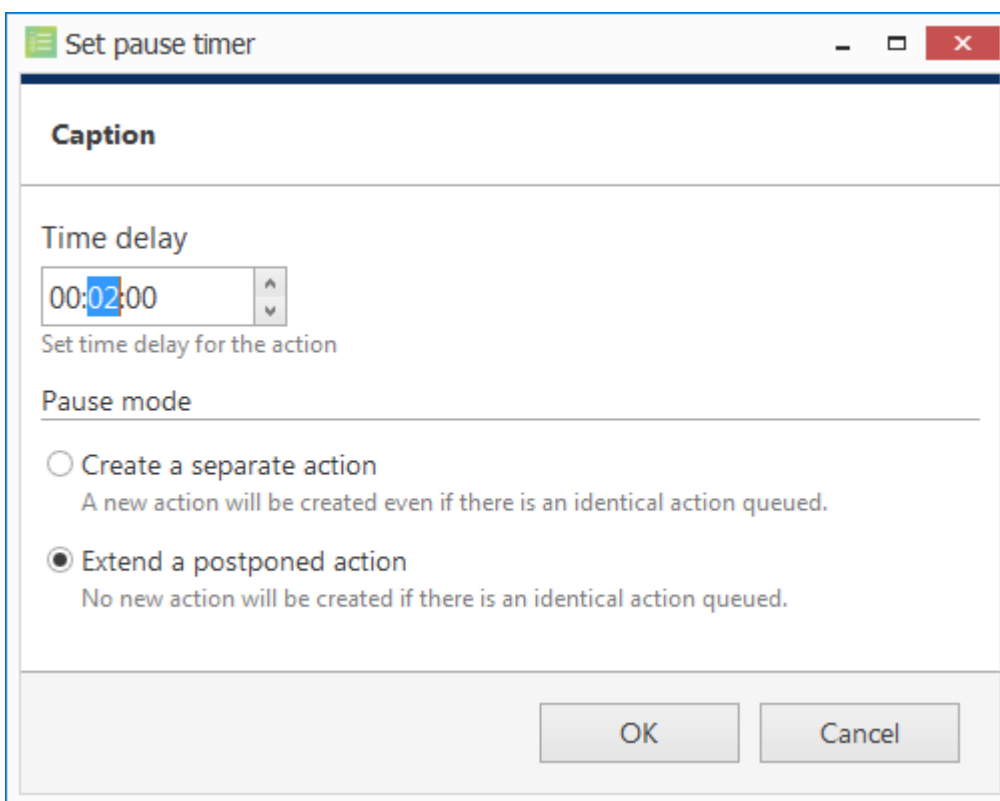 Set pause timer
Caption
Time delay
00:02:00
Set time delay for the action
Pause mode
Create a separate action
A new action will be created even if there is an identical action queued.
Extend a postponed action
No new action will be created if there is an identical action queued.
OK Cancel